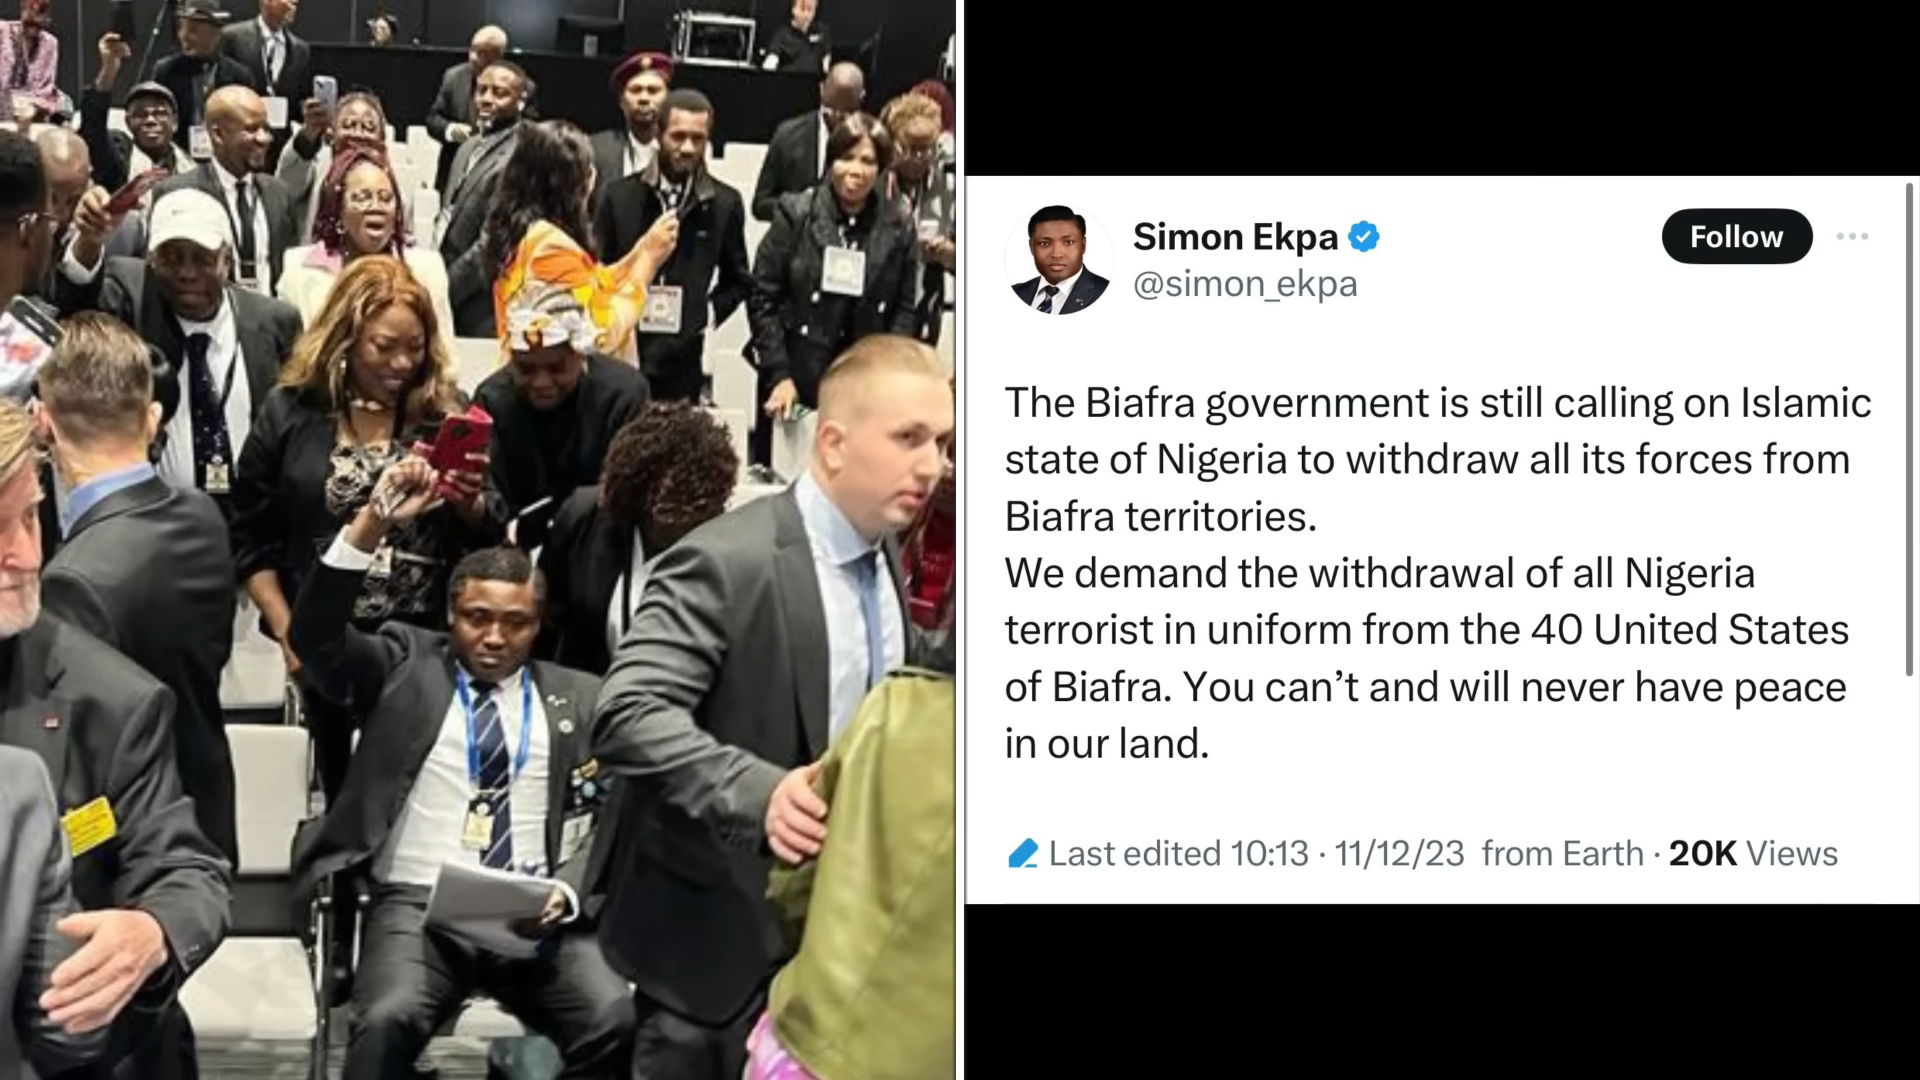 Simon Ekpa
Follow
@simon_ekpa
The Biafra government is still calling on Islamic
state of Nigeria to withdraw all its forces from
Biafra territories.
We demand the withdrawal of all Nigeria
terrorist in uniform from the 40 United States
of Biafra. You can’t and will never have peace
in our land.
Last edited 10:13 · 11/12/23 from Earth · 20K Views